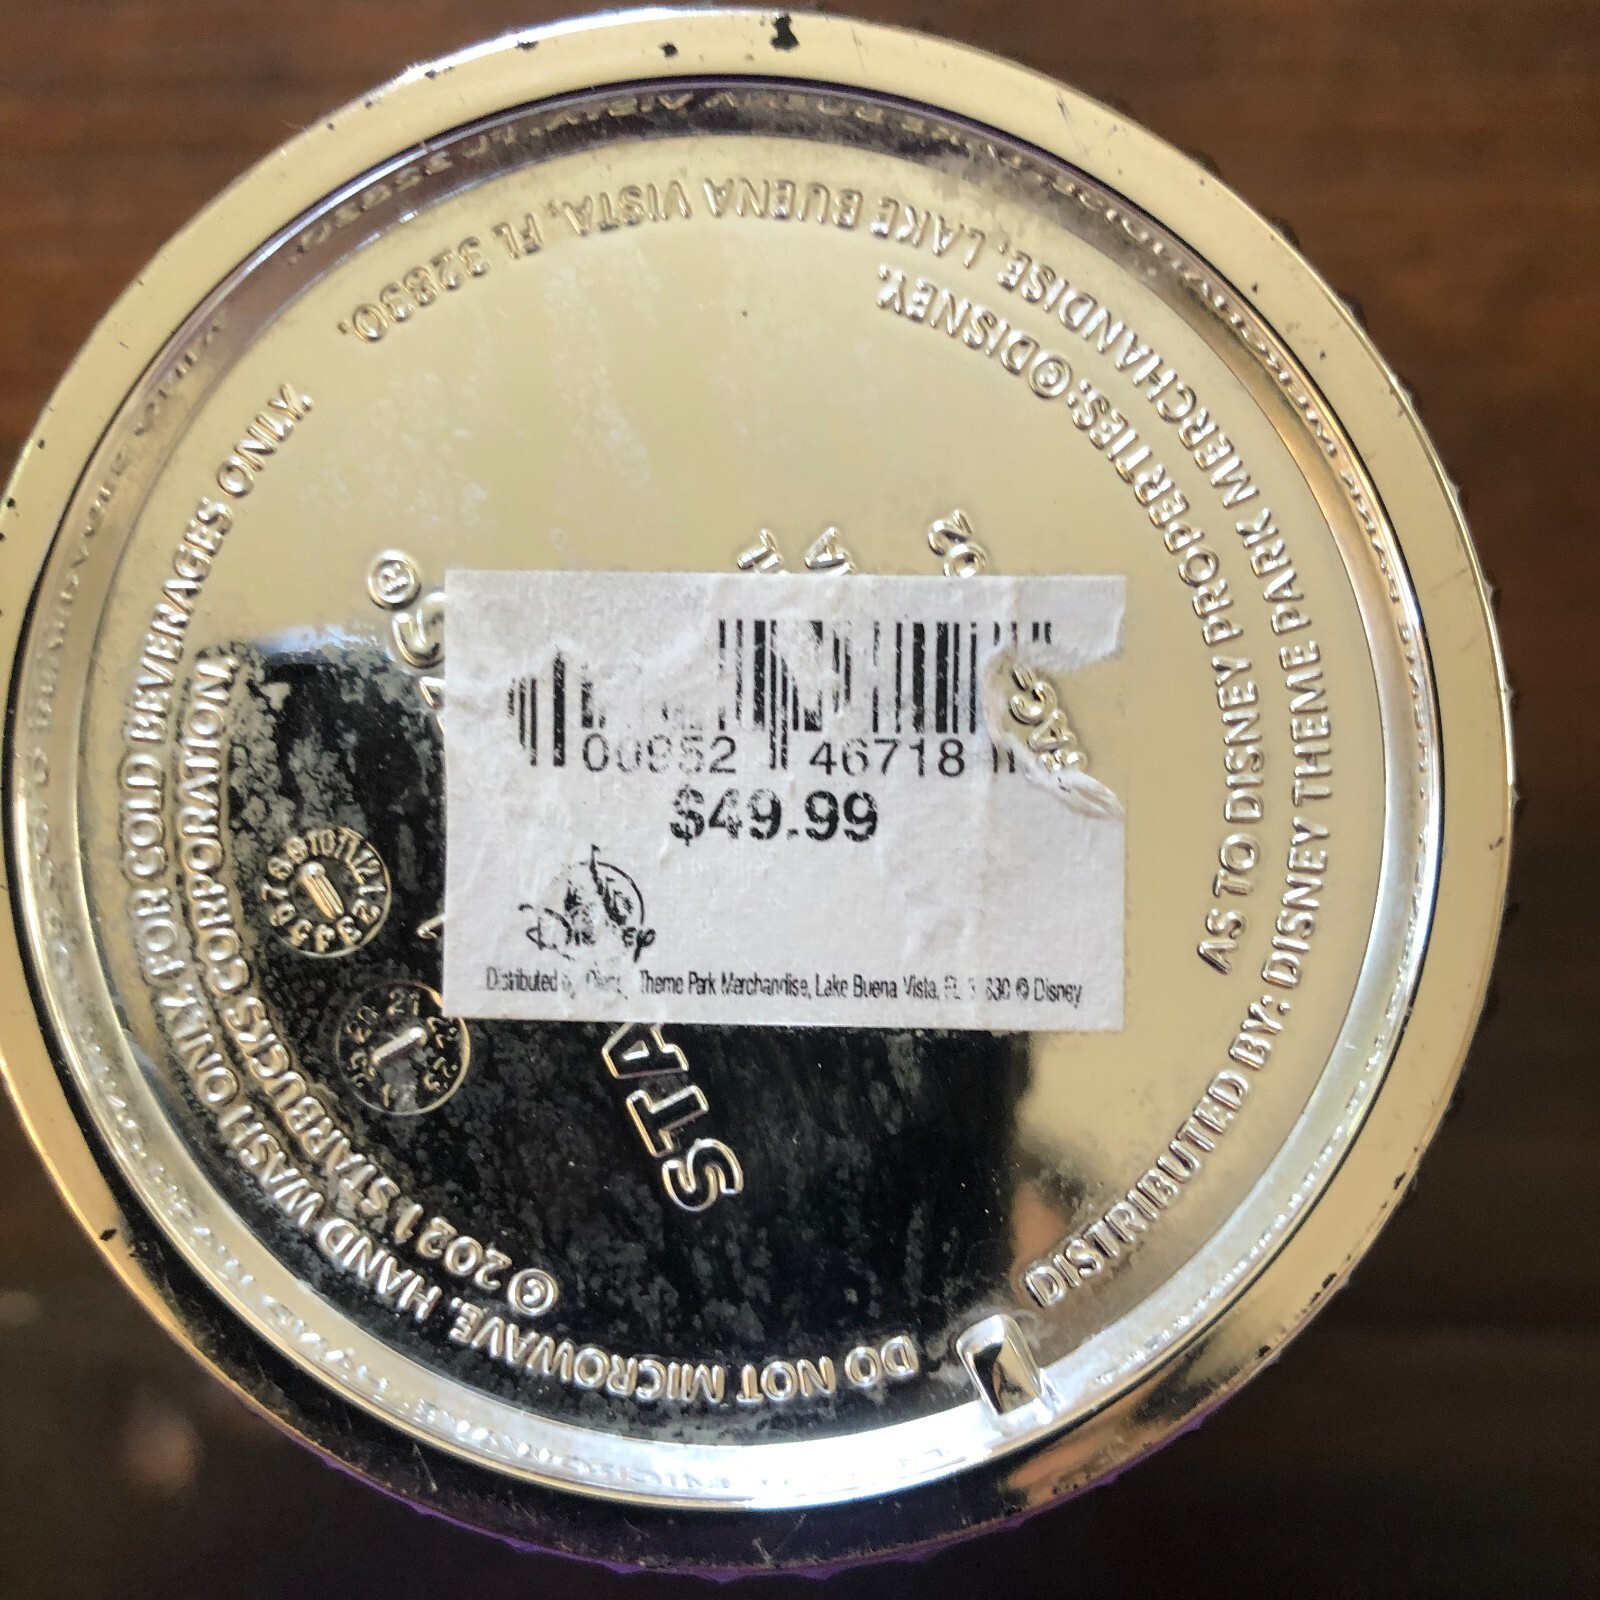 00952 46718
$49.99
Disney
Distributed by Disney Theme Park Merchandise, Lake Buena Vista, FL © Disney
STA
®
DISTRIBUTED BY: DISNEY THEME PARK MERCHANDISE, LAKE BUENA VISTA, FL 32830.
AS TO DISNEY PROPERTIES: ©DISNEY.
DO NOT MICROWAVE. HAND WASH ONLY. FOR COLD BEVERAGES ONLY.
© 2021 STARBUCKS CORPORATION.